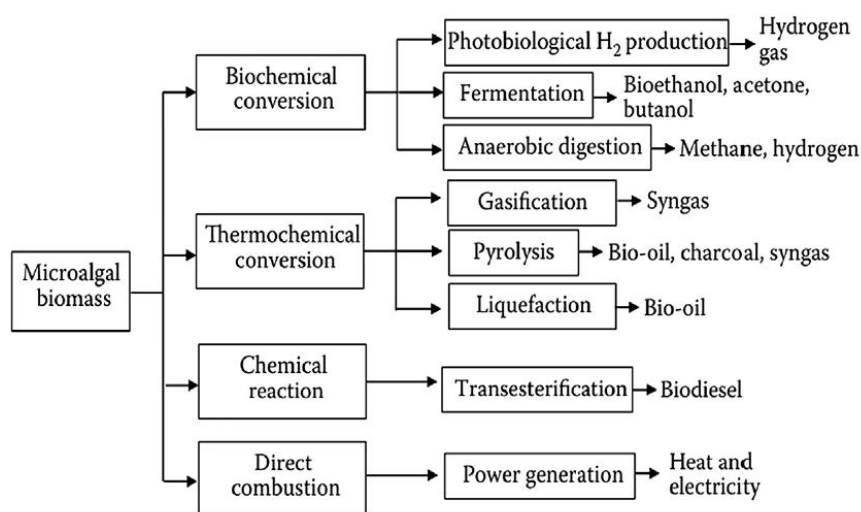 Microalgal
biomass
Biochemical
conversion
Photobiological H₂ production
Hydrogen
gas
Fermentation
Bioethanol, acetone,
butanol
Anaerobic digestion
Methane, hydrogen
Thermochemical
conversion
Gasification
Syngas
Pyrolysis
Bio-oil, charcoal, syngas
Liquefaction
Bio-oil
Chemical
reaction
Transesterification
Biodiesel
Direct
combustion
Power generation
Heat and
electricity